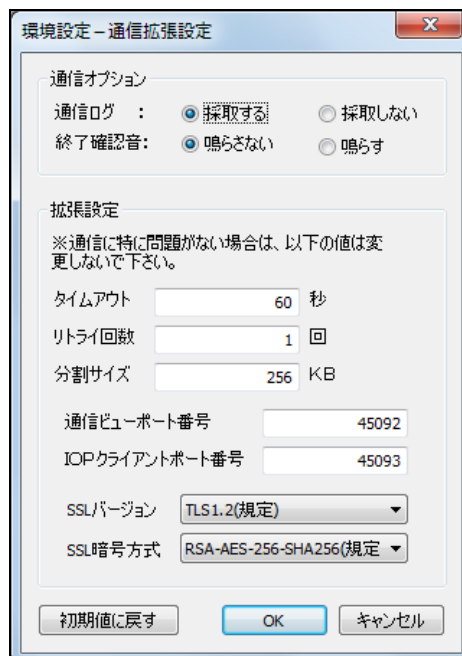 環境設定－通信拡張設定
通信オプション
通信ログ ： 採取する 採取しない
終了確認音： 鳴らさない 鳴らす
拡張設定
※通信に特に問題がない場合は、以下の値は変
更しないで下さい。
タイムアウト 60 秒
リトライ回数 1 回
分割サイズ 256 KB
通信ビューポート番号 45092
IOPクライアントポート番号 45093
SSLバージョン TLS1.2(規定)
SSL暗号方式 RSA-AES-256-SHA256(規定
初期値に戻す OK キャンセル